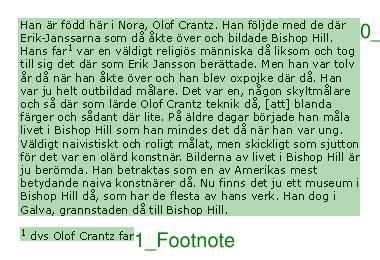 Han är född här i Nora, Olof Crantz. Han följde med de där
Erik-Janssarna som då åkte över och bildade Bishop Hill.
Hans far¹ var en väldigt religiös människa då liksom och tog
till sig det där som Erik Jansson berättade. Men han var tolv
år då när han åkte över och han blev oxpojke där då. Han
var ju helt outbildad målare. Det var en, någon skyltmålare
och så där som lärde Olof Crantz teknik då, [att] blanda
färger och sådant där lite. På äldre dagar började han måla
livet i Bishop Hill som han mindes det då när han var ung.
Väldigt naivistiskt och roligt målat, men skickligt som sjutton
för det var en olärd konstnär. Bilderna av livet i Bishop Hill är
ju berömda. Han betraktas som en av Amerikas mest
betydande naiva konstnärer då. Nu finns det ju ett museum i
Bishop Hill då, som har de flesta av hans verk. Han dog i
Galva, grannstaden då till Bishop Hill.
0_
¹ dvs Olof Crantz far
1_Footnote